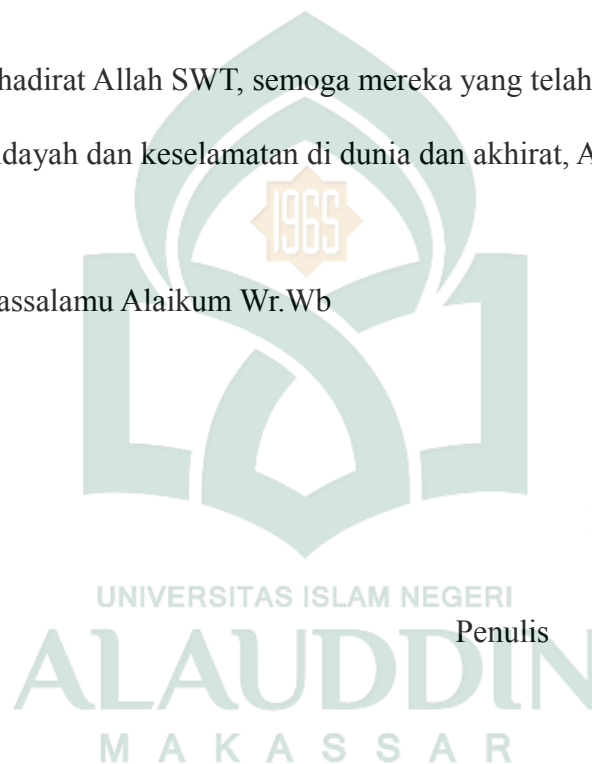 hadirat Allah SWT, semoga mereka yang telah
dayah dan keselamatan di dunia dan akhirat, A
1965
assalamu Alaikum Wr.Wb
UNIVERSITAS ISLAM NEGERI
Penulis
ALAUDDIN
MAKASSAR